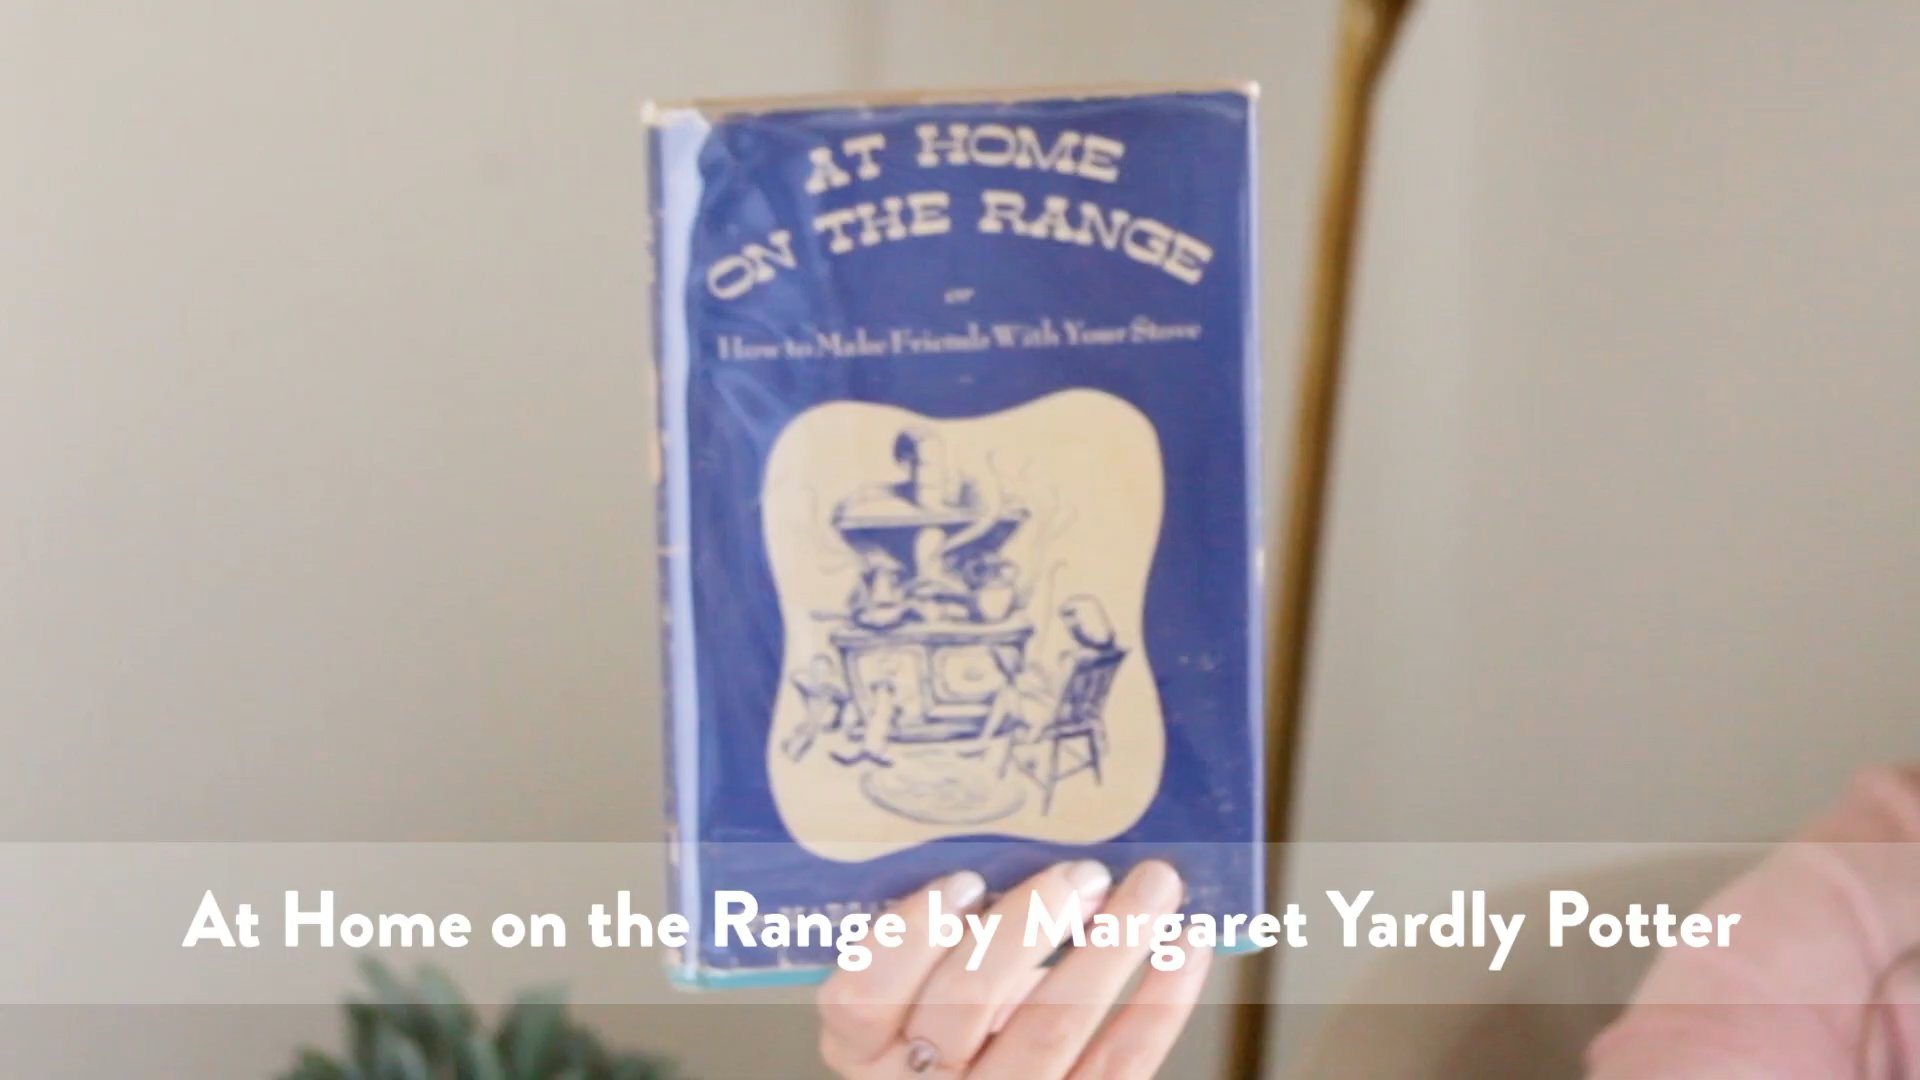 AT HOME
ON THE RANGE
or
How to Make Friends With Your Stove
At Home on the Range by Margaret Yardly Potter